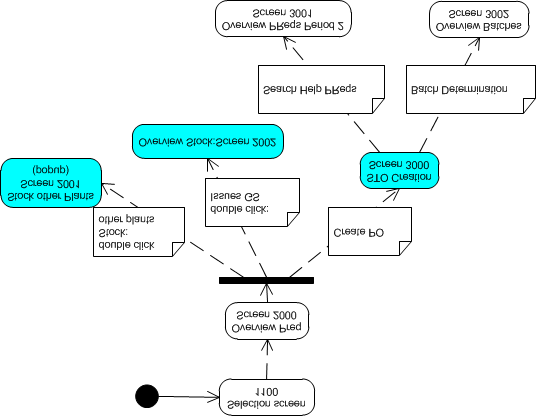 Selection screen
1100
Overview Preq
Screen 2000
double click
Stock:
other plants
double click:
Issues GS
Create PO
Stock other Plants
Screen 2001
(popup)
Overview Stock:Screen 2002
STO Creation
Screen 3000
Search Help PReqs
Batch Determination
Overview PReqs Period 2
Screen 3001
Overview Batches
Screen 3002